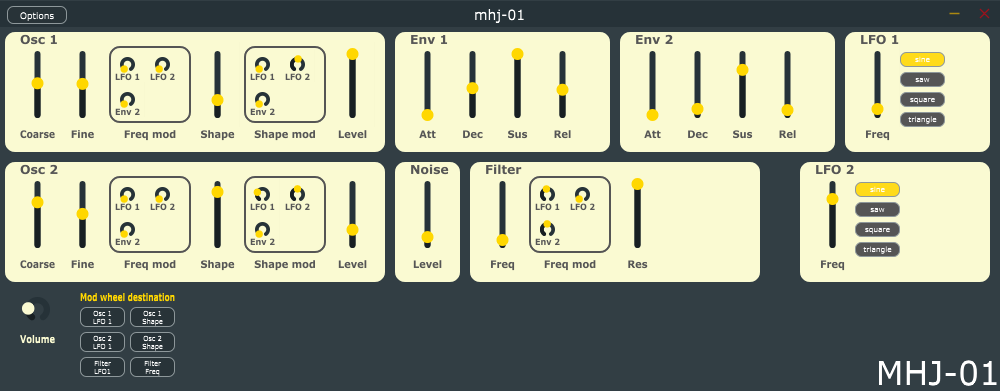 Options
mhj-01
Osc 1
LFO 1 LFO 2
Env 2
LFO 1 LFO 2
Env 2
Coarse Fine Freq mod Shape Shape mod Level
Env 1
Att Dec Sus Rel
Env 2
Att Dec Sus Rel
LFO 1
sine
saw
square
triangle
Freq
Osc 2
LFO 1 LFO 2
Env 2
LFO 1 LFO 2
Env 2
Coarse Fine Freq mod Shape Shape mod Level
Noise
Level
Filter
LFO 1 LFO 2
Env 2
Freq Freq mod Res
LFO 2
sine
saw
square
triangle
Freq
Volume
Mod wheel destination
Osc 1
LFO 1
Osc 1
Shape
Osc 2
LFO 1
Osc 2
Shape
Filter
LFO1
Filter
Freq
MHJ-01